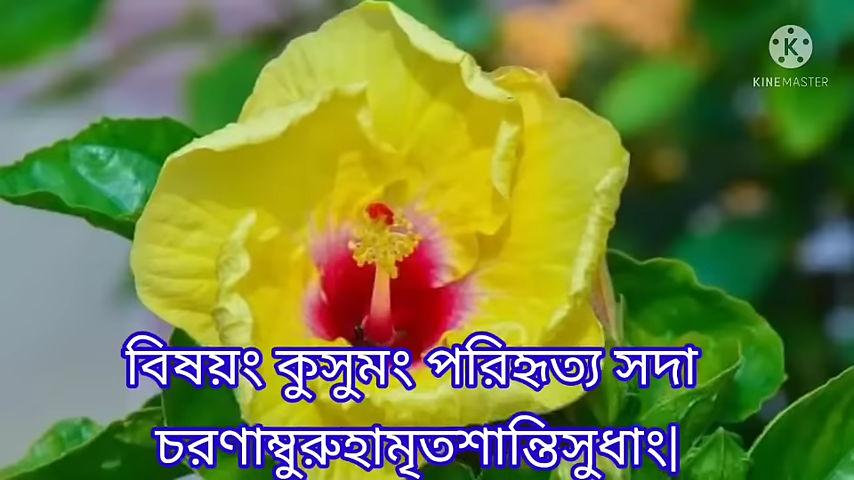 KINEMASTER
বিষয়ং কুসুমং পরিহৃত্য সদা
চরণাম্বুরুহামৃতশান্তিসুধাং|